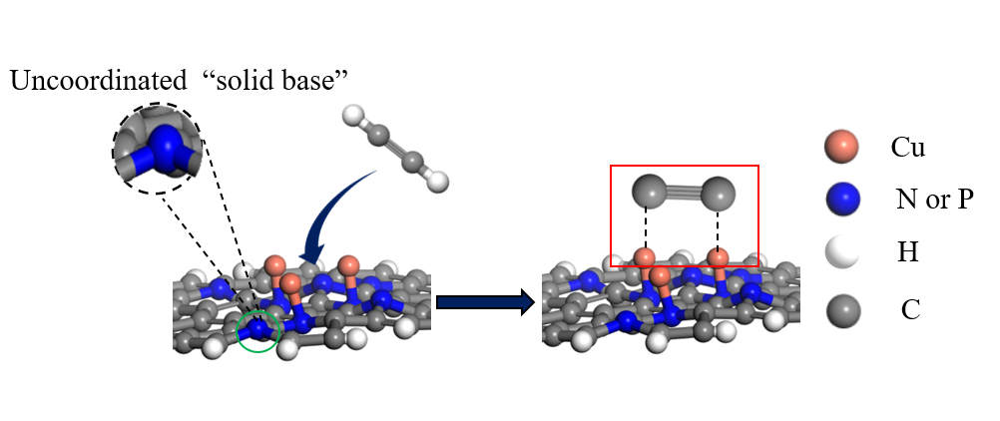 Uncoordinated “solid base”
Cu
N or P
H
C